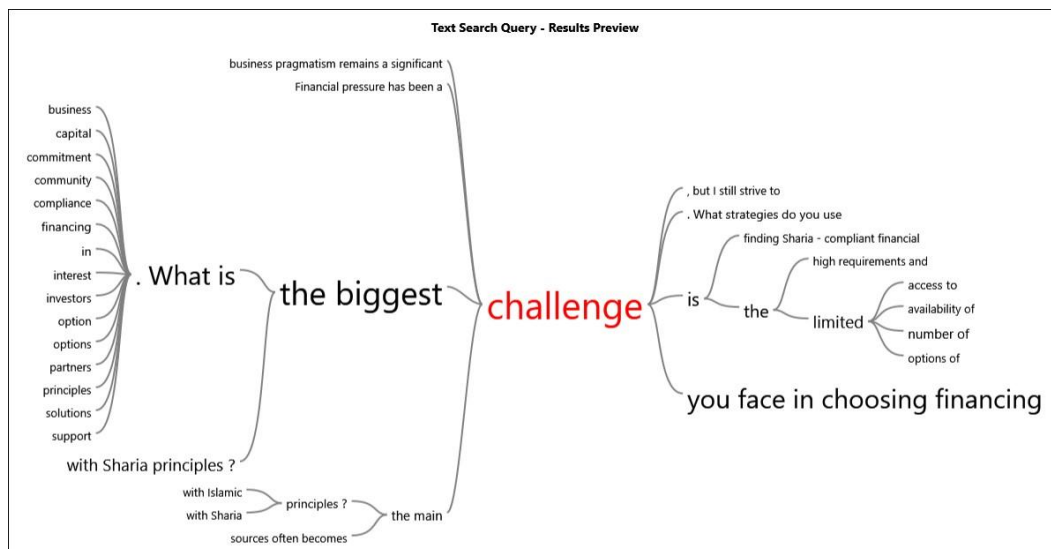 Text Search Query - Results Preview
business pragmatism remains a significant
Financial pressure has been a
business
capital
commitment
community
compliance
financing
in
interest
investors
option
options
partners
principles
solutions
support
. What is
with Sharia principles ?
the biggest
with Islamic
with Sharia
principles ?
sources often becomes
the main
challenge
, but I still strive to
. What strategies do you use
is
finding Sharia - compliant financial
the
high requirements and
limited
access to
availability of
number of
options of
you face in choosing financing